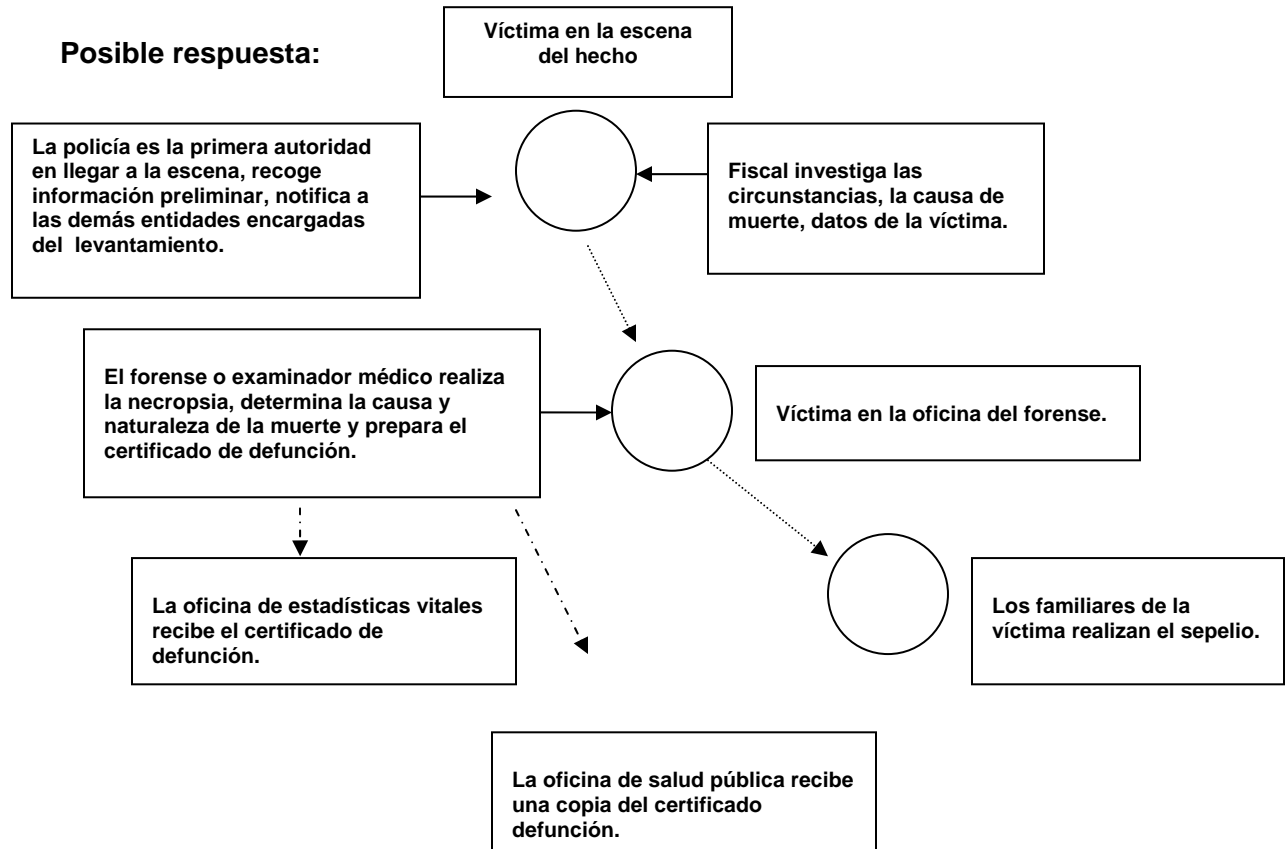 Posible respuesta:
Víctima en la escena
del hecho
La policía es la primera autoridad
en llegar a la escena, recoge
información preliminar, notifica a
las demás entidades encargadas
del levantamiento.
Fiscal investiga las
circunstancias, la causa de
muerte, datos de la víctima.
El forense o examinador médico realiza
la necropsia, determina la causa y
naturaleza de la muerte y prepara el
certificado de defunción.
Víctima en la oficina del forense.
La oficina de estadísticas vitales
recibe el certificado de
defunción.
Los familiares de la
víctima realizan el sepelio.
La oficina de salud pública recibe
una copia del certificado
defunción.